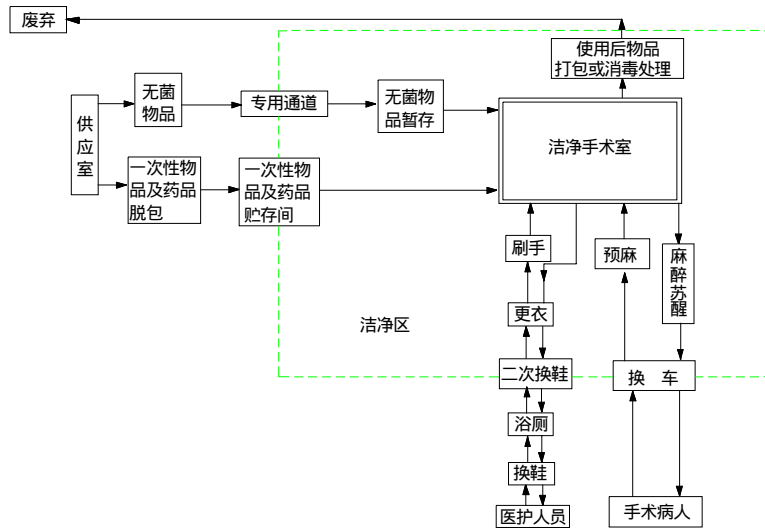 废弃
使用后物品
打包或消毒处理
无菌
物品
专用通道
无菌物
品暂存
供
应
室
洁净手术室
一次性物
品及药品
脱包
一次性物
品及药品
贮存间
刷手
预麻
麻
醉
苏
醒
更衣
洁净区
二次换鞋
换 车
浴厕
换鞋
医护人员
手术病人